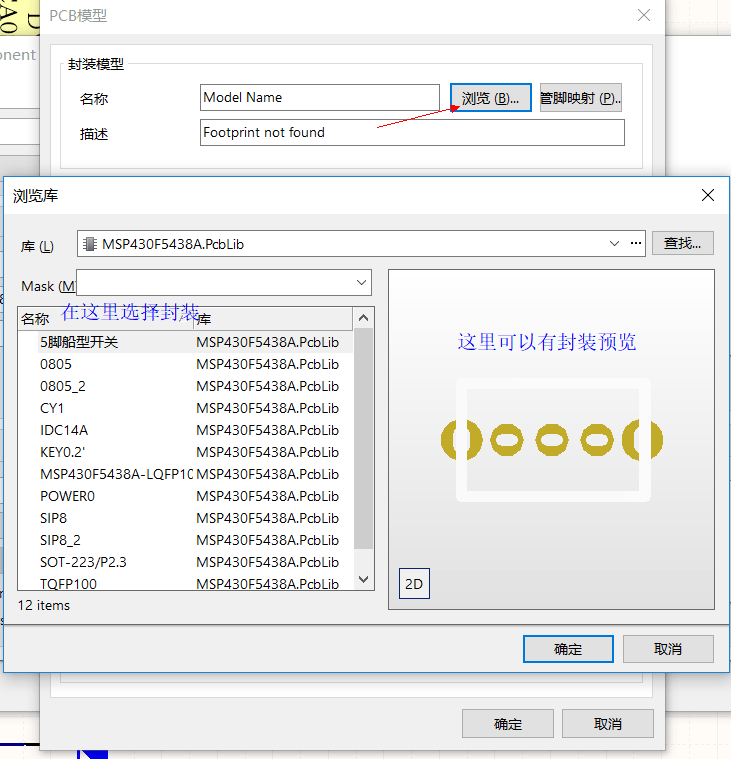 PCB模型
onent
封装模型
名称
Model Name
浏览 (B)...
管脚映射 (P)..
描述
Footprint not found
浏览库
库 (L)
MSP430F5438A.PcbLib
查找...
Mask (M
在这里选择封装
名称
库
5脚船型开关 MSP430F5438A.PcbLib
0805 MSP430F5438A.PcbLib
0805_2 MSP430F5438A.PcbLib
CY1 MSP430F5438A.PcbLib
IDC14A MSP430F5438A.PcbLib
KEY0.2' MSP430F5438A.PcbLib
MSP430F5438A-LQFP10 MSP430F5438A.PcbLib
POWER0 MSP430F5438A.PcbLib
SIP8 MSP430F5438A.PcbLib
SIP8_2 MSP430F5438A.PcbLib
SOT-223/P2.3 MSP430F5438A.PcbLib
TQFP100 MSP430F5438A.PcbLib
12 items
这里可以有封装预览
2D
确定
取消
确定
取消